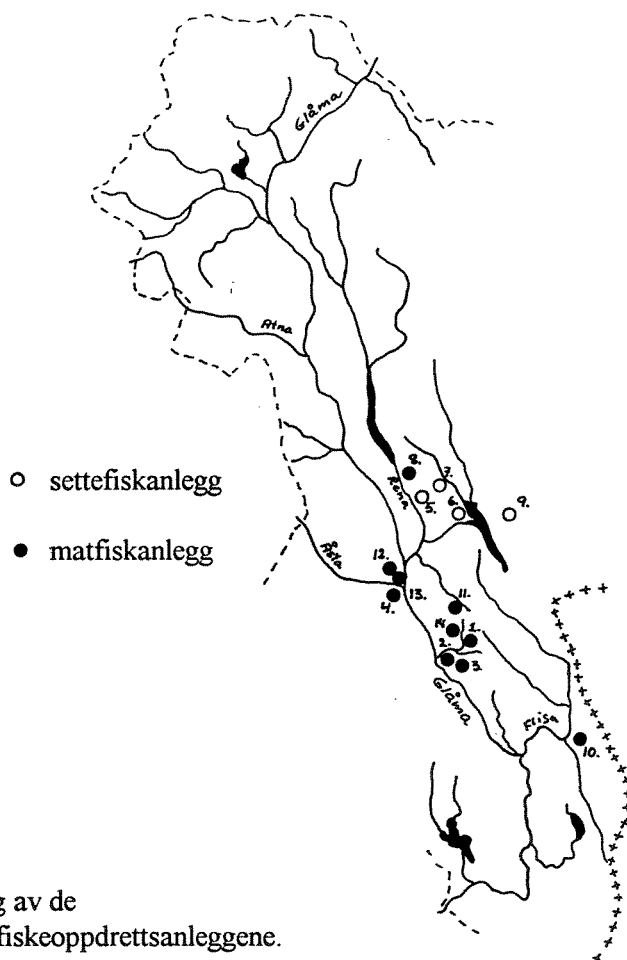 Glåma
Atna
8.
7.
Rena
5.
6.
9.
settefiskanlegg
matfiskanlegg
Åsta
12.
13.
4.
11.
14.
1.
2.
3.
Glåma
Flisa
10.
g av de
fiskeoppdrettsanleggene.